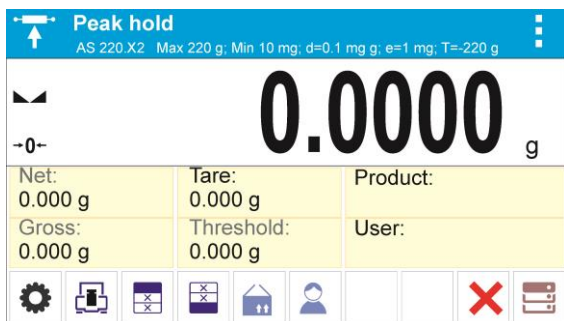 Peak hold
AS 220.X2 Max 220 g; Min 10 mg; d=0.1 mg g; e=1 mg; T=-220 g
0.0000 g
→0←
Net:
0.000 g
Tare:
0.000 g
Product:
Gross:
0.000 g
Threshold:
0.000 g
User: